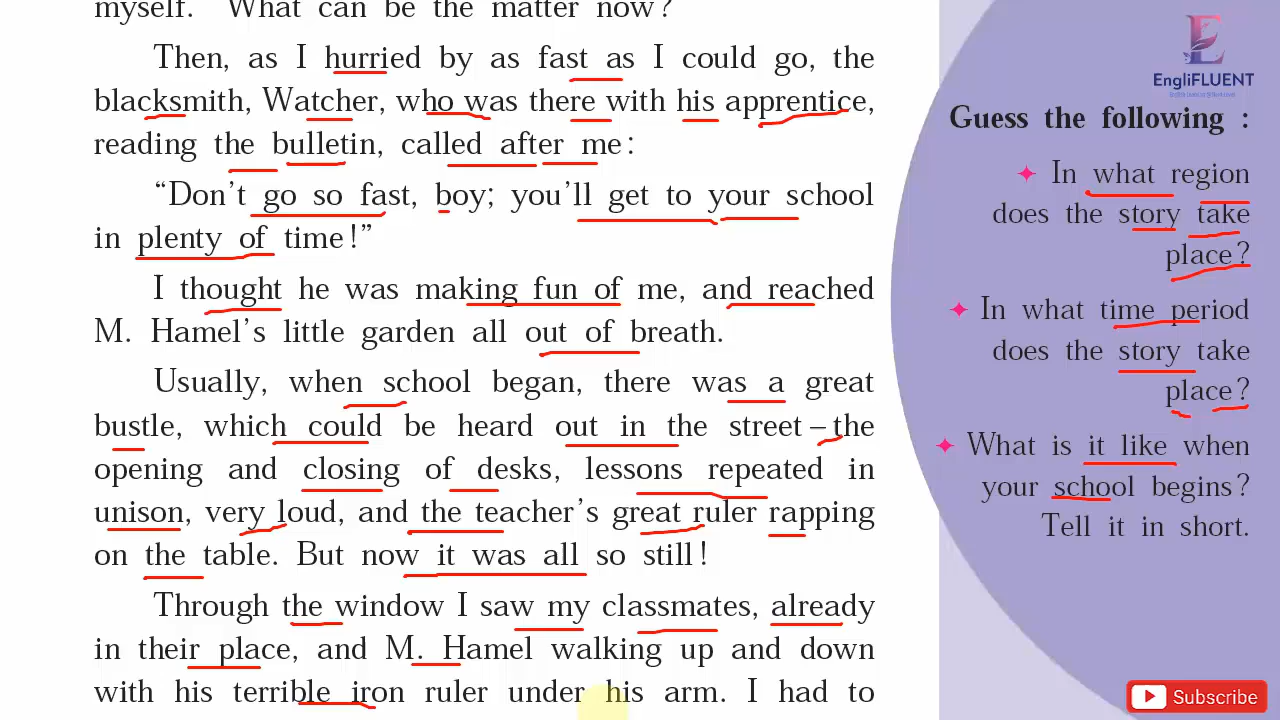 myself. What can be the matter now?
Then, as I hurried by as fast as I could go, the
blacksmith, Watcher, who was there with his apprentice,
reading the bulletin, called after me:
“Don’t go so fast, boy; you’ll get to your school
in plenty of time!”
I thought he was making fun of me, and reached
M. Hamel’s little garden all out of breath.
Usually, when school began, there was a great
bustle, which could be heard out in the street – the
opening and closing of desks, lessons repeated in
unison, very loud, and the teacher’s great ruler rapping
on the table. But now it was all so still!
Through the window I saw my classmates, already
in their place, and M. Hamel walking up and down
with his terrible iron ruler under his arm. I had to
EngliFLUENT
Guess the following :
✦ In what region
does the story take
place?
✦ In what time period
does the story take
place?
✦ What is it like when
your school begins?
Tell it in short.
Subscribe